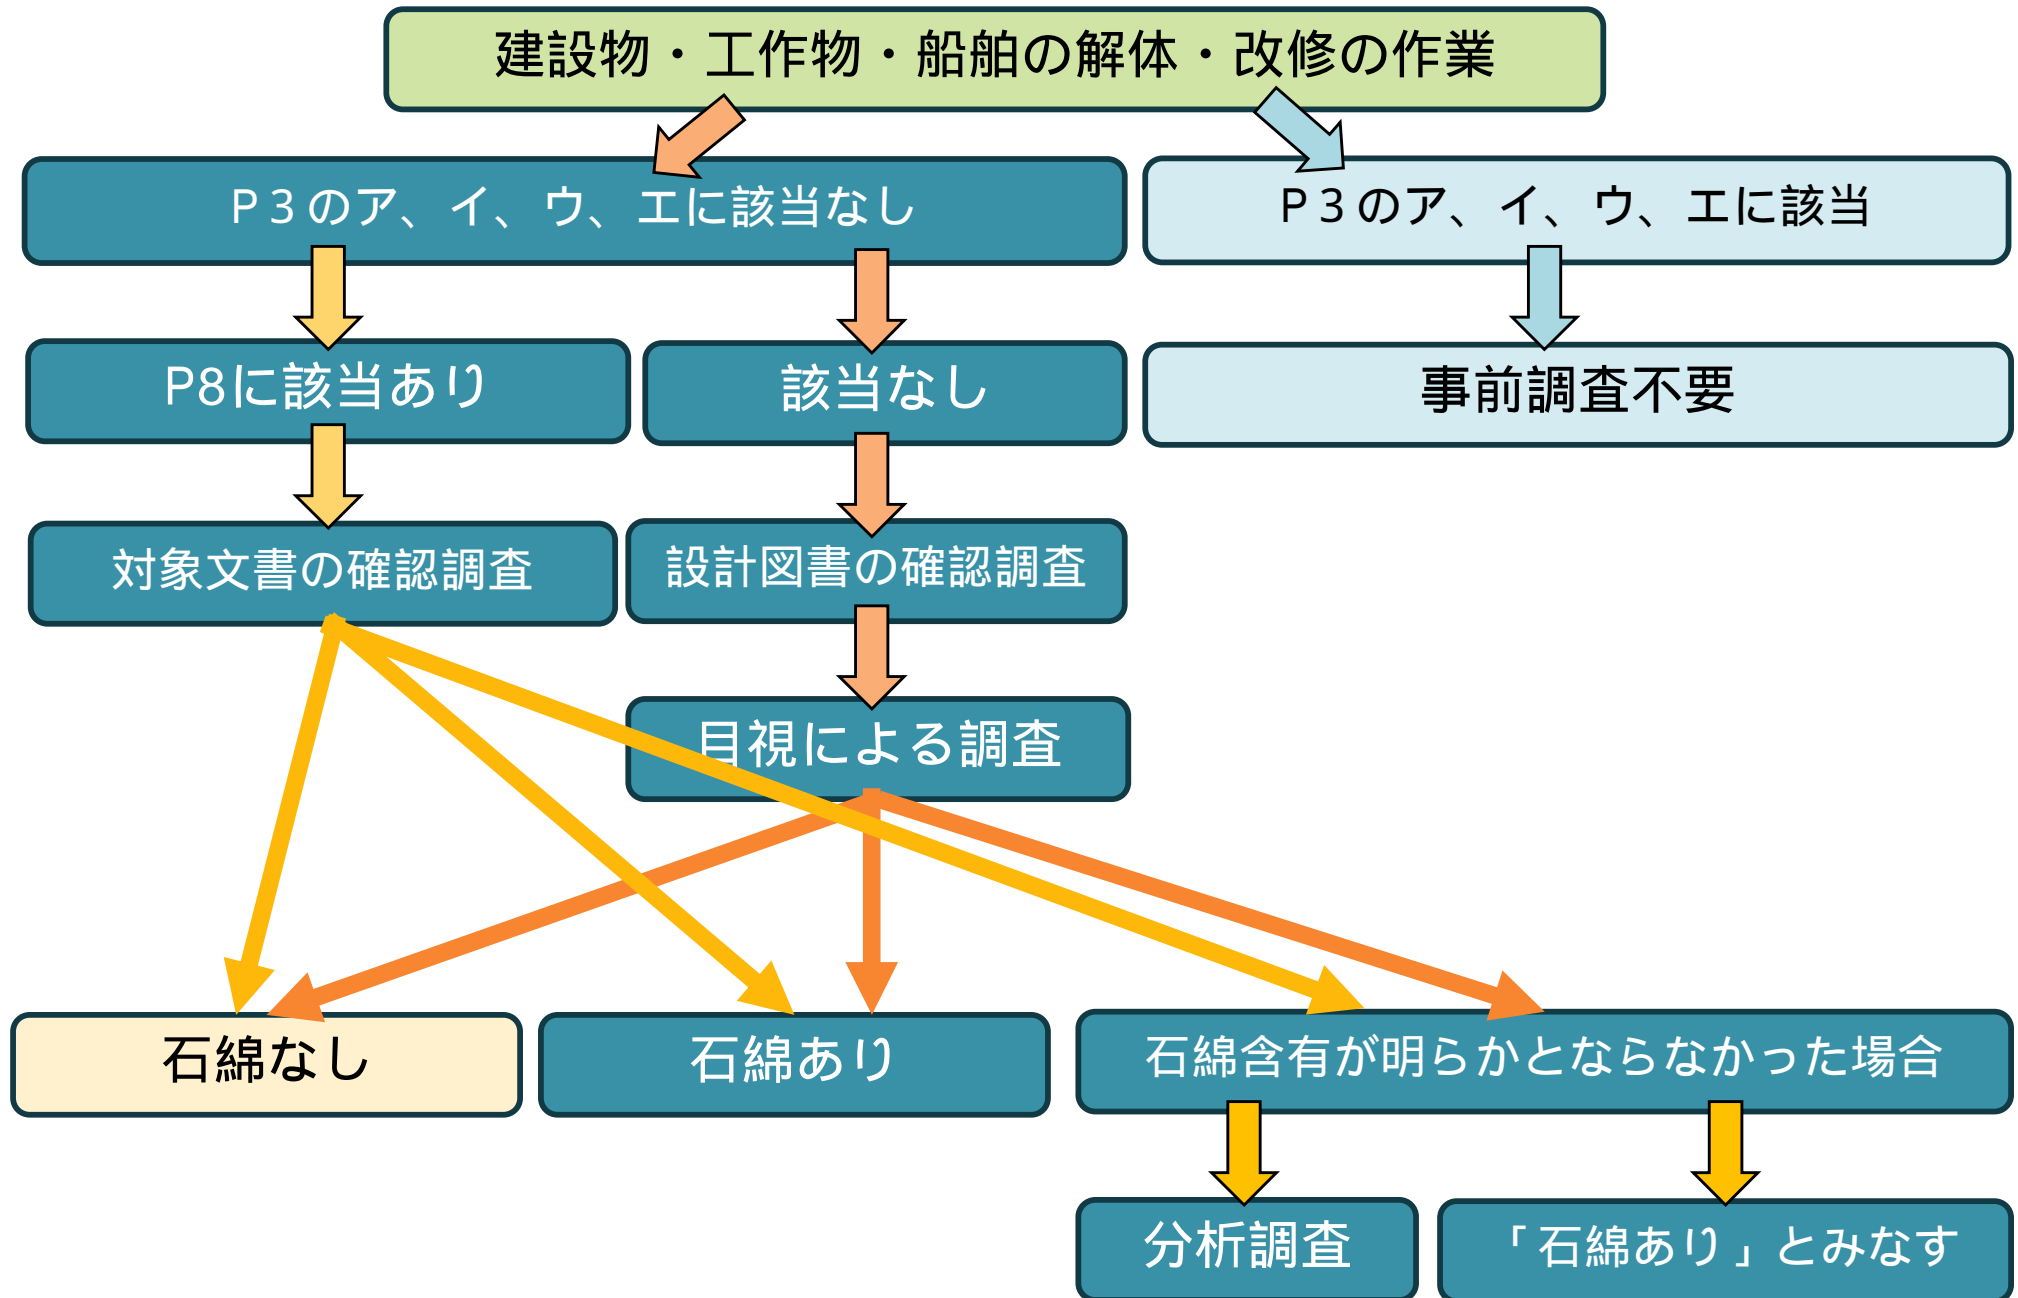 建設物・工作物・船舶の解体・改修の作業
P3のア、イ、ウ、エに該当なし
P3のア、イ、ウ、エに該当
P8に該当あり
該当なし
事前調査不要
対象文書の確認調査
設計図書の確認調査
目視による調査
石綿なし
石綿あり
石綿含有が明らかとならなかった場合
分析調査
「石綿あり」とみなす